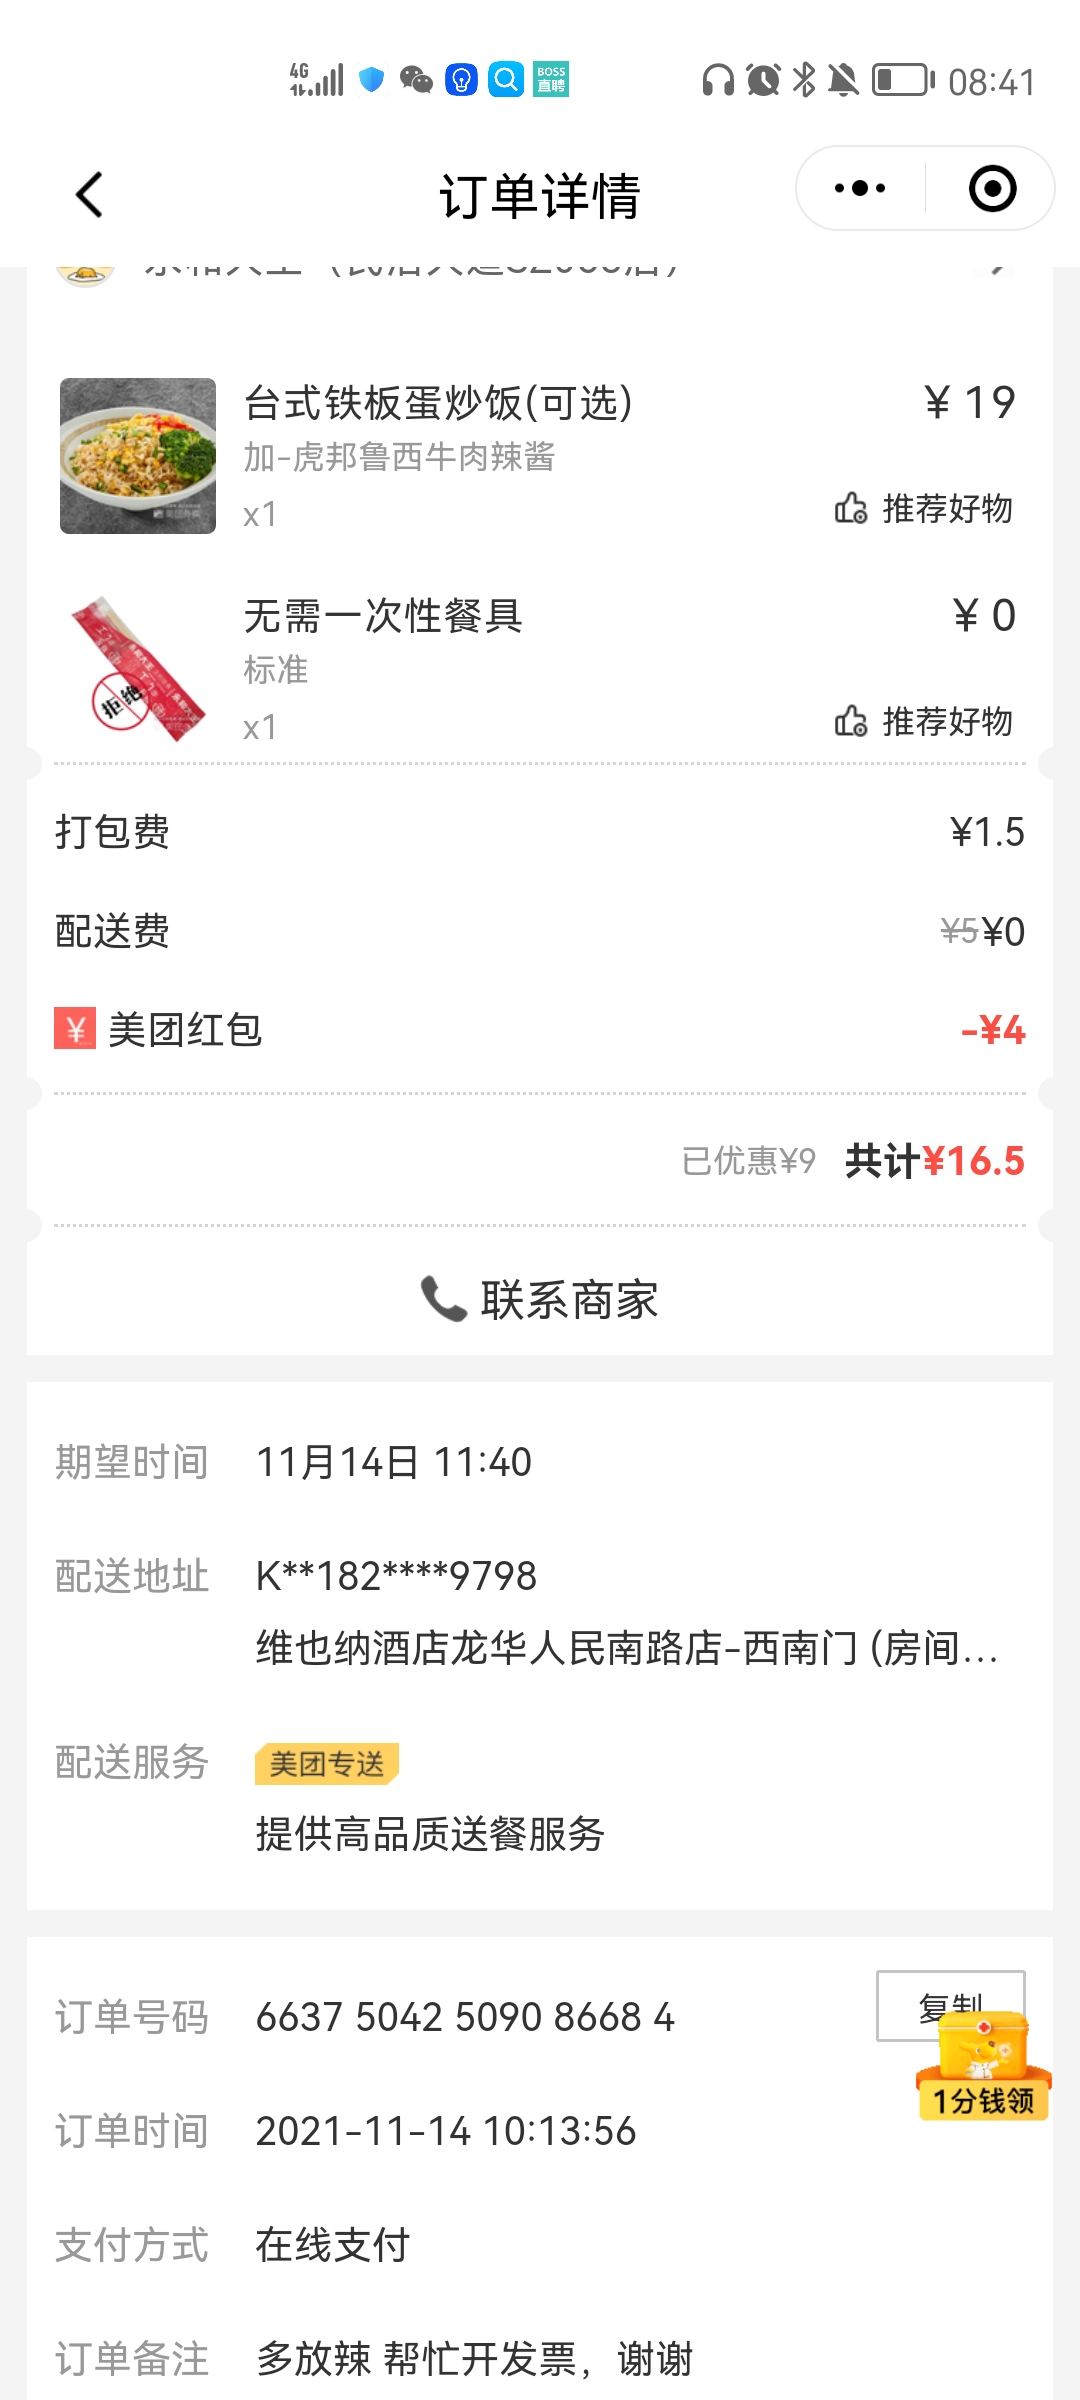 4G
BOSS
直聘
08:41
订单详情
台式铁板蛋炒饭(可选)
¥ 19
加-虎邦鲁西牛肉辣酱
x1
推荐好物
无需一次性餐具
¥ 0
标准
拒绝
x1
推荐好物
打包费
¥1.5
配送费
¥5¥0
¥ 美团红包
-¥4
已优惠¥9 共计¥16.5
联系商家
期望时间 11月14日 11:40
配送地址 K**182****9798
维也纳酒店龙华人民南路店-西南门 (房间...
配送服务 美团专送
提供高品质送餐服务
订单号码 6637 5042 5090 8668 4
复制
1分钱领
订单时间 2021-11-14 10:13:56
支付方式 在线支付
订单备注 多放辣 帮忙开发票，谢谢